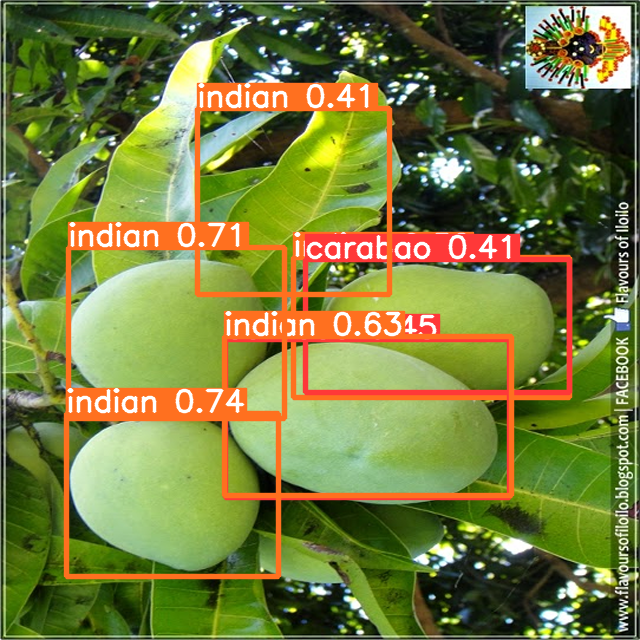 indian 0.41
indian 0.71
carabao 0.41
indian 0.63
45
indian 0.74
www.flavoursofiloilo.blogspot.com | FACEBOOK Flavours of Iloilo